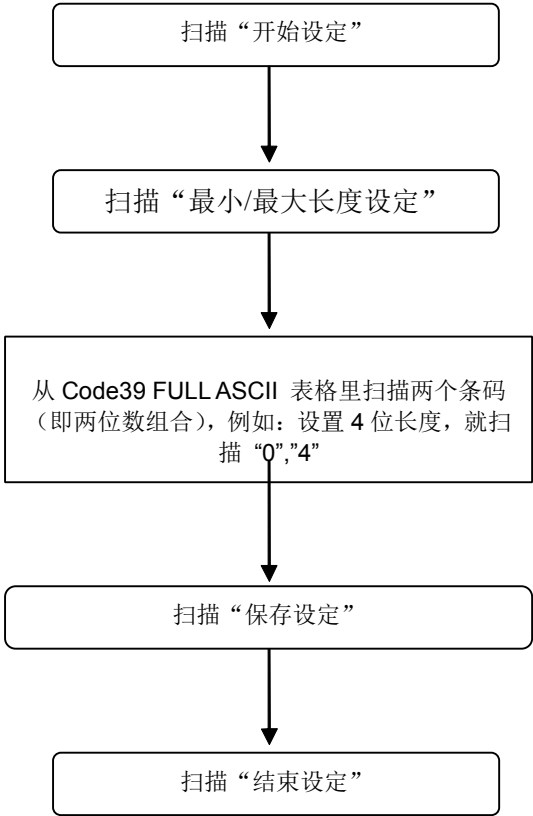 扫描“开始设定”
扫描“最小/最大长度设定”
从 Code39 FULL ASCII 表格里扫描两个条码
（即两位数组合），例如：设置 4 位长度，就扫
描 “0”,”4”
扫描“保存设定”
扫描“结束设定”